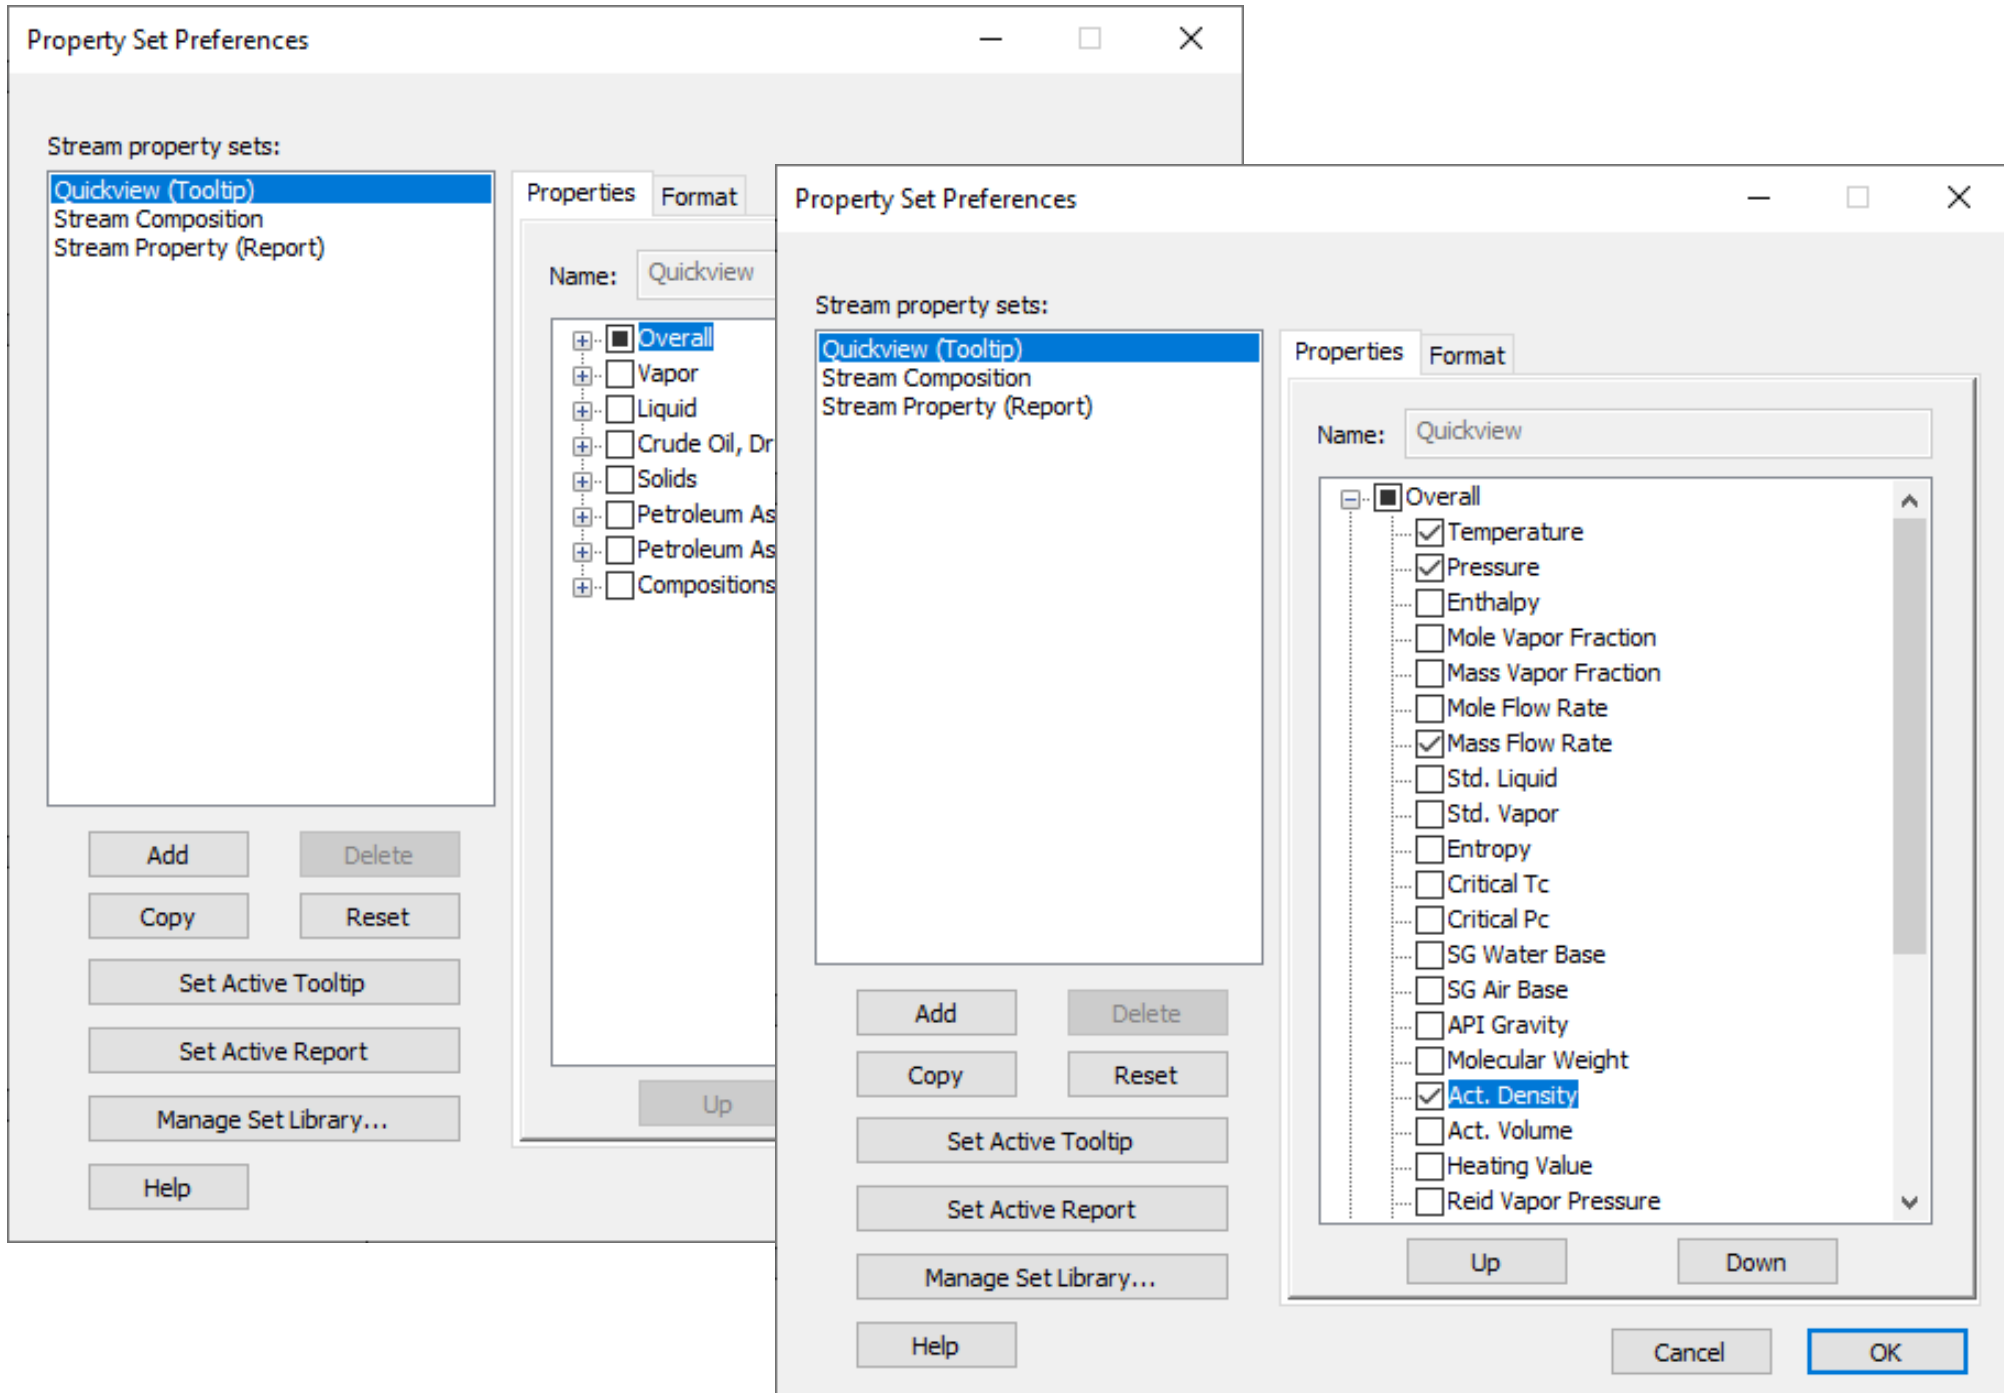 Property Set Preferences
Stream property sets:
Quickview (Tooltip)
Stream Composition
Stream Property (Report)
Add
Delete
Copy
Reset
Set Active Tooltip
Set Active Report
Manage Set Library...
Help
Properties
Format
Name:
Quickview
Overall
Vapor
Liquid
Crude Oil, Dr
Solids
Petroleum As
Petroleum As
Compositions
Up
Property Set Preferences
Stream property sets:
Quickview (Tooltip)
Stream Composition
Stream Property (Report)
Add
Delete
Copy
Reset
Set Active Tooltip
Set Active Report
Manage Set Library...
Help
Properties
Format
Name:
Quickview
Overall
Temperature
Pressure
Enthalpy
Mole Vapor Fraction
Mass Vapor Fraction
Mole Flow Rate
Mass Flow Rate
Std. Liquid
Std. Vapor
Entropy
Critical Tc
Critical Pc
SG Water Base
SG Air Base
API Gravity
Molecular Weight
Act. Density
Act. Volume
Heating Value
Reid Vapor Pressure
Up
Down
Cancel
OK